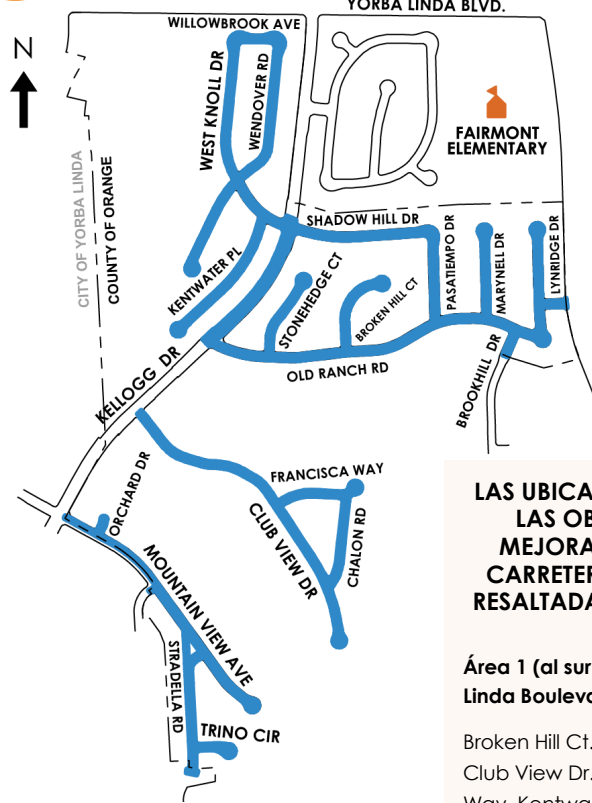 YORBA LINDA BLVD.
WILLOWBROOK AVE
N
WEST KNOLL DR
WENDOVER RD
FAIRMONT
ELEMENTARY
CITY OF YORBA LINDA
COUNTY OF ORANGE
SHADOW HILL DR
PASATIEMPO DR
MARYNELL DR
LYNRIDGE DR
KENTWATER PL
STONEHEDGE CT
BROKEN HILL CT
OLD RANCH RD
BROOKHILL DR
KELLOGG DR
ORCHARD DR
FRANCISCA WAY
CLUB VIEW DR
CHALON RD
MOUNTAIN VIEW AVE
STRADELLA RD
TRINO CIR
LAS UBICA
LAS OB
MEJORA
CARRETER
RESALTADA
Área 1 (al sur
Linda Bouleva
Broken Hill Ct.
Club View Dr.
Way, Kentwa